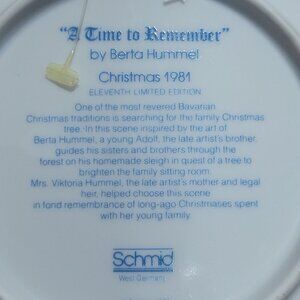 "A Time to Remember"
by Berta Hummel
Christmas 1981
ELEVENTH LIMITED EDITION
One of the most revered Bavarian
Christmas traditions is searching for the family Christmas
tree. In this scene inspired by the art of
Berta Hummel, a young Adolf, the late artist's brother,
guides his sisters and brothers through the
forest on his homemade sleigh in quest of a tree to
brighten the family sitting room.
Mrs. Viktoria Hummel, the late artist's mother and legal
heir, helped choose this scene
in fond remembrance of long-ago Christmases spent
with her young family.
Schmid
West Germany